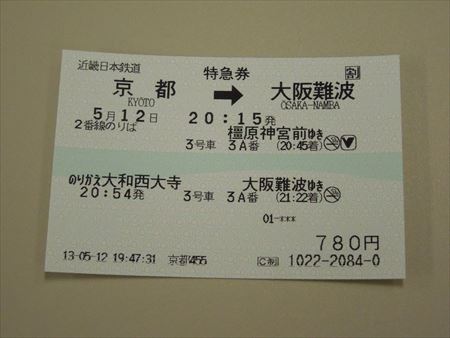 近畿日本鉄道 特急券 割
京都 ➡ 大阪難波
KYOTO OSAKA-NAMBA
5月12日 20:15発
2番線のりば 橿原神宮前ゆき
3号車 3A番 (20:45着)
のりかえ大和西大寺 大阪難波ゆき
20:54発 3号車 3A番 (21:22着)
01-***
780円
13-05-12 19:47:31 京都455 C制 1022-2084-0